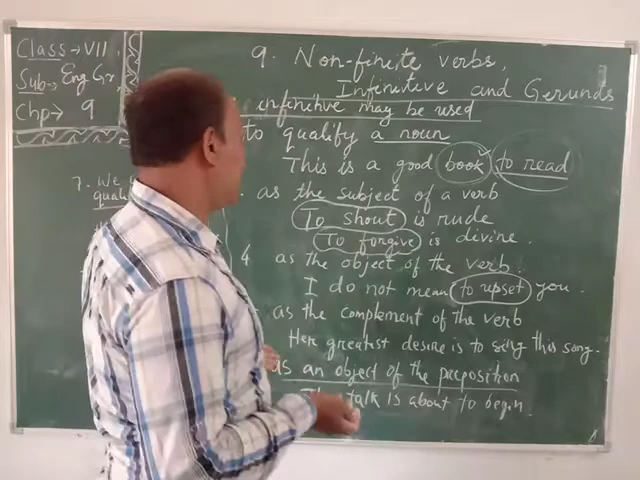 Class → VII
Sub → Eng Gr,
Chp → 9
9. Non-finite verbs,
Infinitive and Gerunds
infinitive may be used
to qualify a noun
This is a good book to read
7. We
as the subject of a verb
To shout is rude
To forgive is divine.
4 as the object of the verb.
I do not mean to upset you.
as the complement of the verb
Her greatest desire is to sing this song.
as an object of the preposition
talk is about to begin.